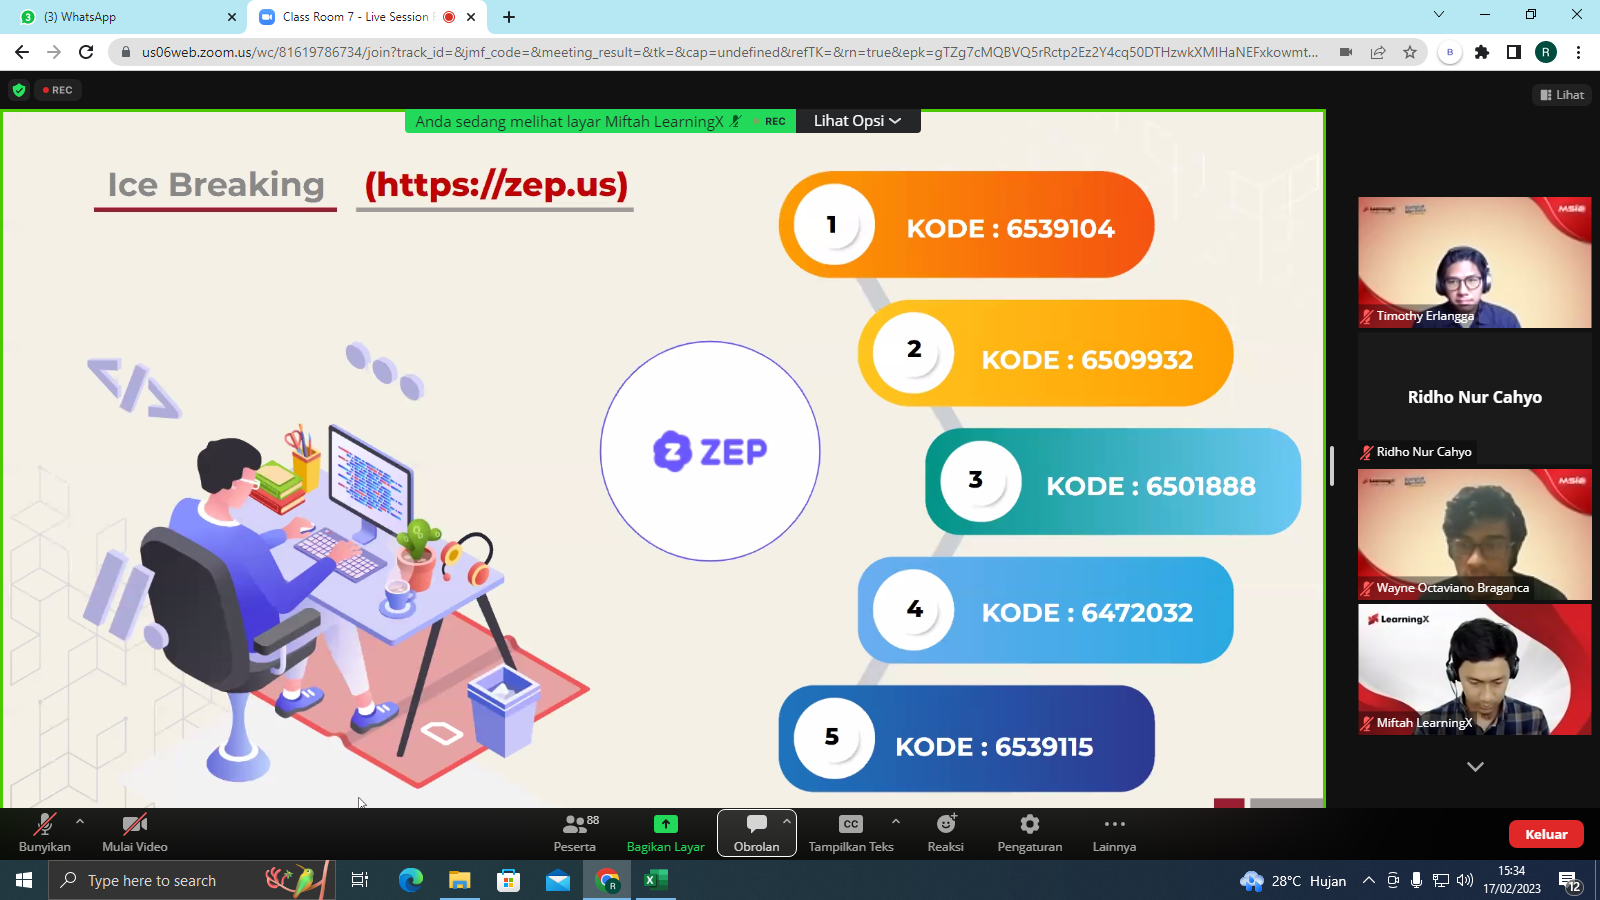 (3) WhatsApp
Class Room 7 - Live Session
us06web.zoom.us/wc/81619786734/join?track_id=&jmf_code=&meeting_result=&tk=&cap=undefined&refTK=&rn=true&epk=gTZg7cMQBVQ5rRctp2Ez2Y4cq50DTHzwkXMIHaNEFxkowmt...
B
R
REC
Lihat
Anda sedang melihat layar Miftah LearningX
REC
Lihat Opsi
Ice Breaking (https://zep.us)
1 KODE : 6539104
2 KODE : 6509932
3 KODE : 6501888
4 KODE : 6472032
5 KODE : 6539115
ZEP
LearningX
MSIB
Timothy Erlangga
Ridho Nur Cahyo
Ridho Nur Cahyo
LearningX
MSIB
Wayne Octaviano Braganca
LearningX
Miftah LearningX
Bunyikan
Mulai Video
88
Peserta
Bagikan Layar
Obrolan
CC
Tampilkan Teks
Reaksi
Pengaturan
Lainnya
Keluar
Type here to search
28°C Hujan
15:34
17/02/2023
12